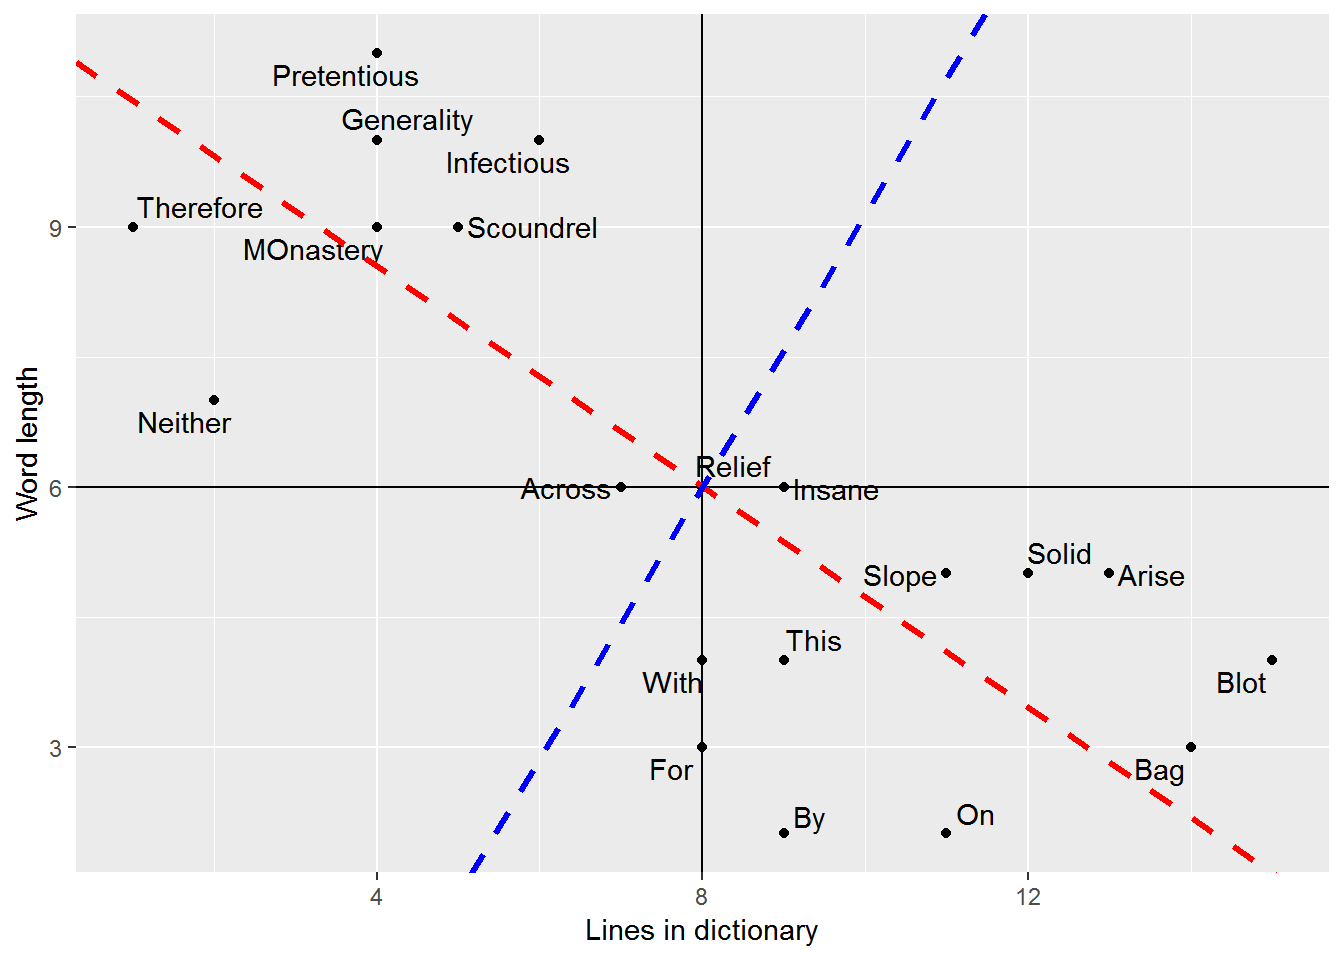 Pretentious
Generality
Infectious
Therefore
Scoundrel
MOnastery
Neither
Relief
Across
Insane
Solid
Slope
Arise
This
With
Blot
For
Bag
By
On
9
6
3
Word length
4
8
12
Lines in dictionary